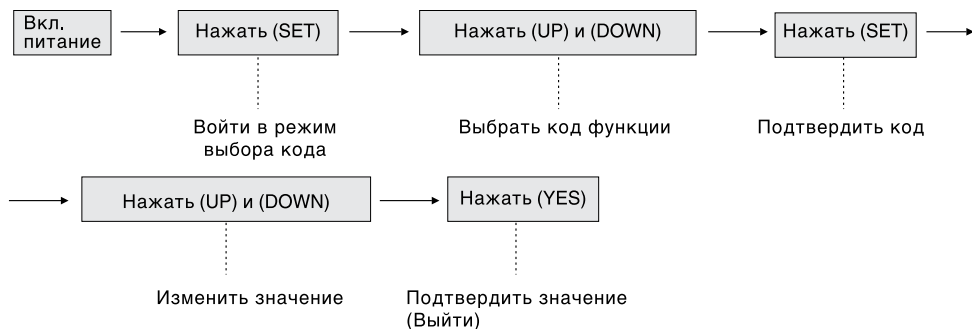 Вкл.
питание
Нажать (SET)
Нажать (UP) и (DOWN)
Нажать (SET)
Войти в режим
выбора кода
Выбрать код функции
Подтвердить код
Нажать (UP) и (DOWN)
Нажать (YES)
Изменить значение
Подтвердить значение
(Выйти)